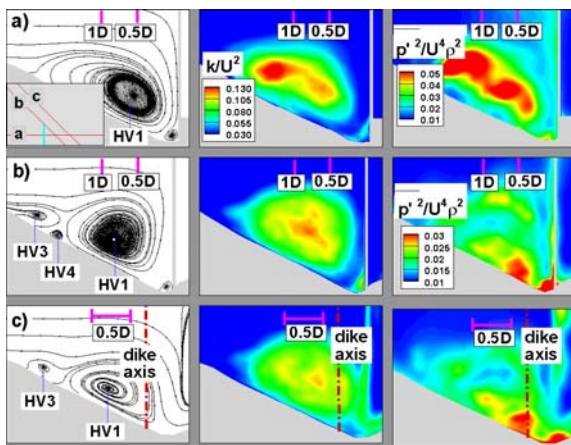 a)
1D
0.5D
b
c
a
HV1
1D
0.5D
k/U²
0.130
0.105
0.080
0.055
0.030
1D
0.5D
p' ²/U⁴ρ²
0.05
0.04
0.03
0.02
0.01
b)
1D
0.5D
HV3
HV4
HV1
1D
0.5D
p' ²/U⁴ρ²
0.03
0.025
0.02
0.015
0.01
c)
0.5D
dike
axis
HV3
HV1
0.5D
dike
axis
0.5D
dike
axis